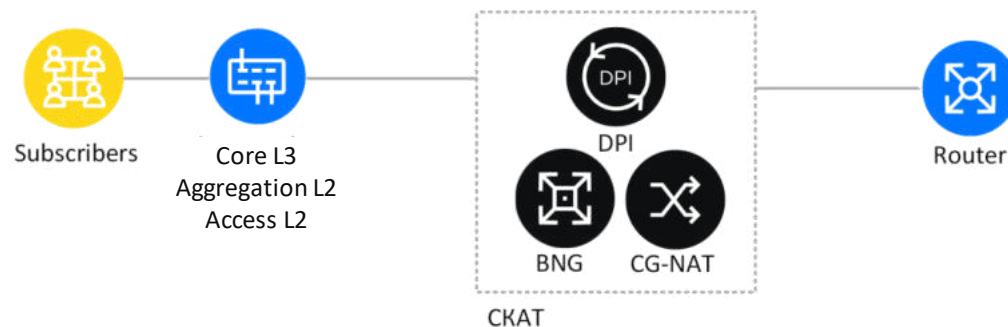 DPI
DPI
Subscribers
Core L3
Aggregation L2
Access L2
Router
BNG
CG-NAT
СКАТ